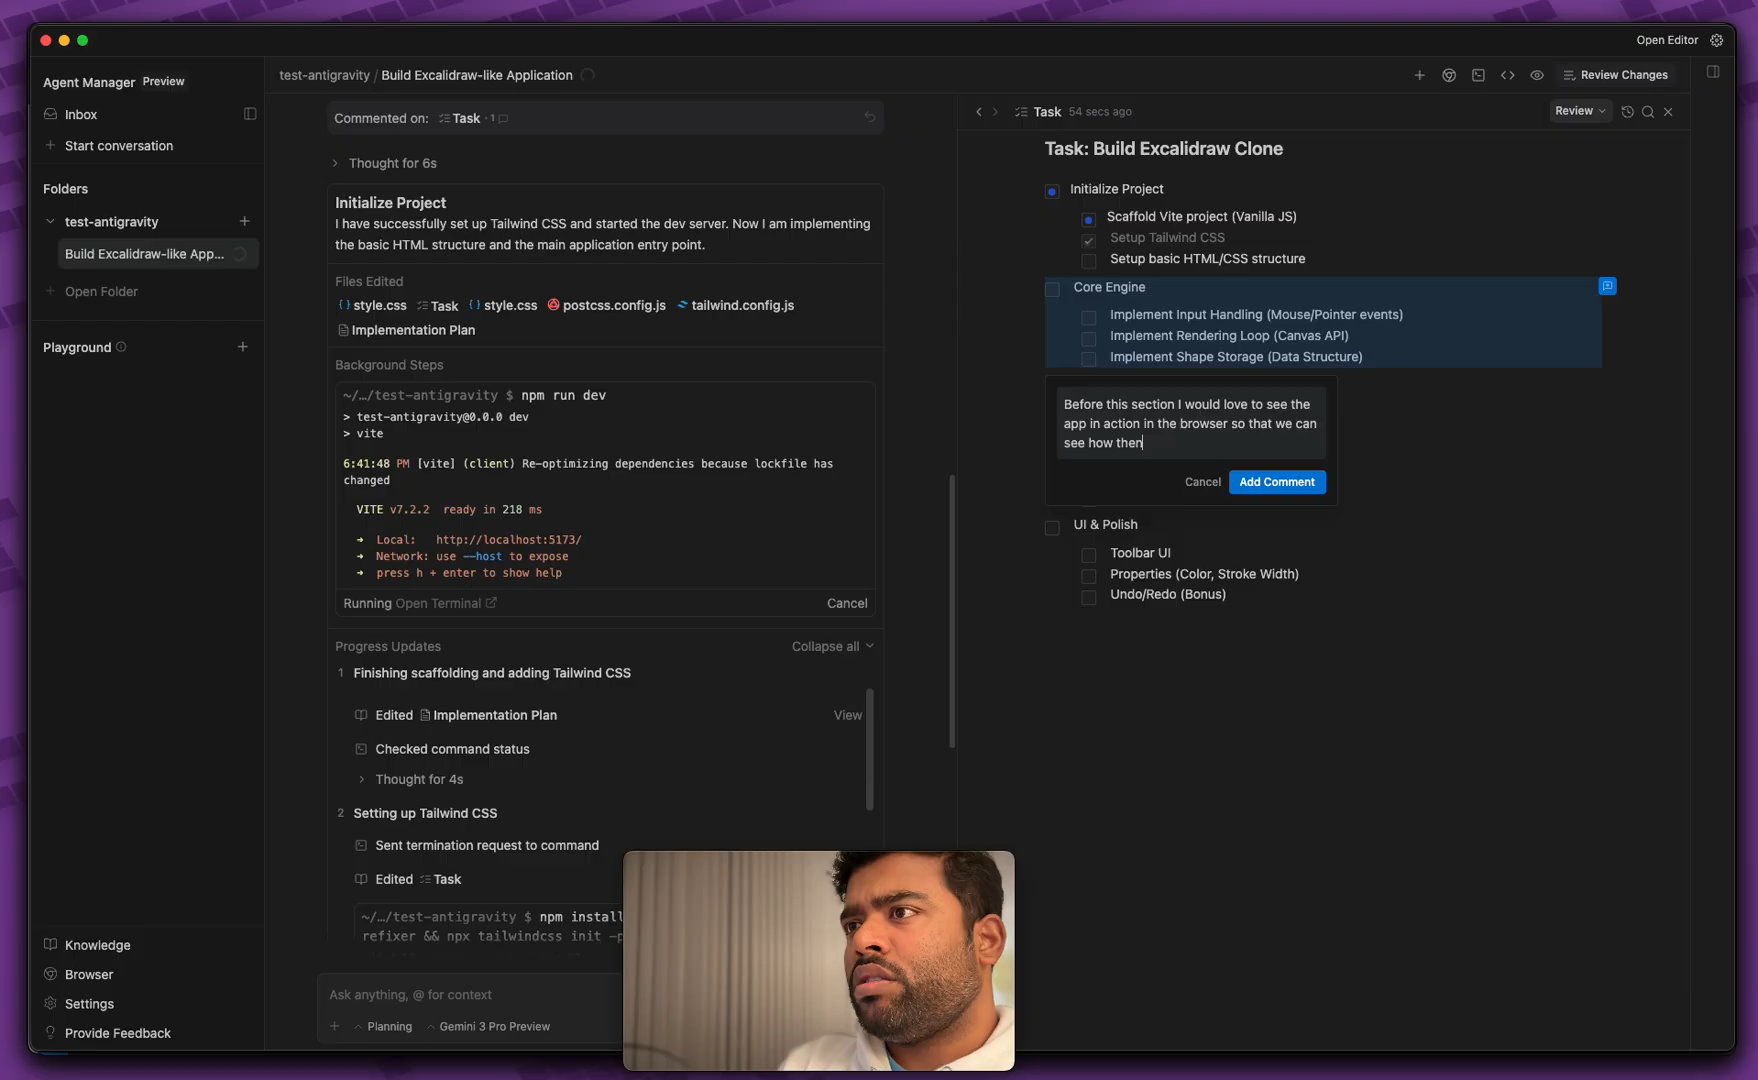 Open Editor
Agent Manager Preview
Inbox
Start conversation
Folders
test-antigravity
Build Excalidraw-like App...
Open Folder
Playground
Knowledge
Browser
Settings
Provide Feedback
test-antigravity / Build Excalidraw-like Application
Review Changes
Commented on: Task · 1
Thought for 6s
Initialize Project
I have successfully set up Tailwind CSS and started the dev server. Now I am implementing
the basic HTML structure and the main application entry point.
Files Edited
style.css Task style.css postcss.config.js tailwind.config.js
Implementation Plan
Background Steps
~/…/test-antigravity $ npm run dev
> test-antigravity@0.0.0 dev
> vite
6:41:48 PM [vite] (client) Re-optimizing dependencies because lockfile has
changed
VITE v7.2.2 ready in 218 ms
➜ Local: http://localhost:5173/
➜ Network: use --host to expose
➜ press h + enter to show help
Running Open Terminal Cancel
Progress Updates Collapse all
1 Finishing scaffolding and adding Tailwind CSS
Edited Implementation Plan View
Checked command status
Thought for 4s
2 Setting up Tailwind CSS
Sent termination request to command
Edited Task
~/…/test-antigravity $ npm install
refixer && npx tailwindcss init -p
Ask anything, @ for context
Planning Gemini 3 Pro Preview
Task 54 secs ago Review
Task: Build Excalidraw Clone
Initialize Project
Scaffold Vite project (Vanilla JS)
Setup Tailwind CSS
Setup basic HTML/CSS structure
Core Engine
Implement Input Handling (Mouse/Pointer events)
Implement Rendering Loop (Canvas API)
Implement Shape Storage (Data Structure)
Before this section I would love to see the
app in action in the browser so that we can
see how then
Cancel Add Comment
UI & Polish
Toolbar UI
Properties (Color, Stroke Width)
Undo/Redo (Bonus)